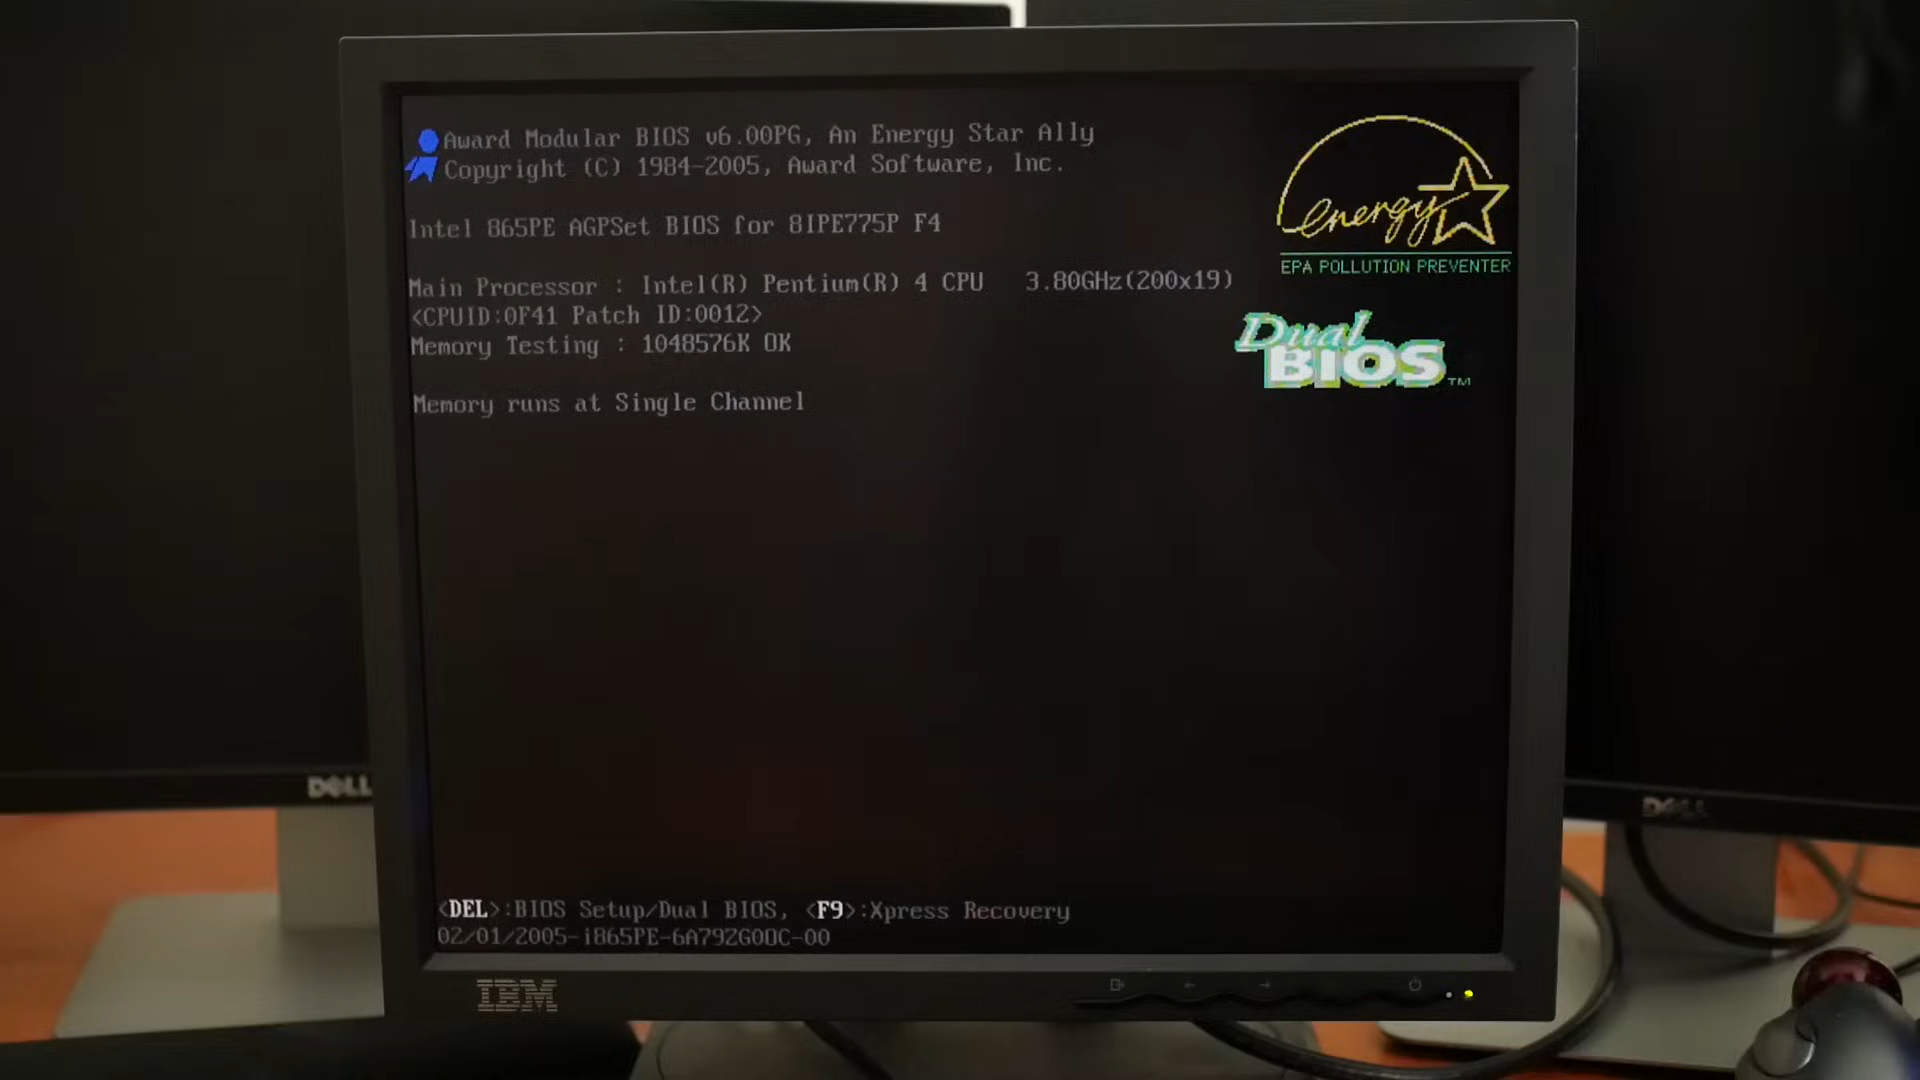 Award Modular BIOS v6.00PG, An Energy Star Ally
Copyright (C) 1984-2005, Award Software, Inc.
energy
EPA POLLUTION PREVENTER
Intel 865PE AGPSet BIOS for 8IPE775P F4
Main Processor : Intel(R) Pentium(R) 4 CPU 3.80GHz(200x19)
<CPUID:0F41 Patch ID:0012>
Memory Testing : 1048576K OK
Dual
BIOS™
Memory runs at Single Channel
<DEL>:BIOS Setup/Dual BIOS, <F9>:Xpress Recovery
02/01/2005-i865PE-6A79ZG0DC-00
DELL
DELL
IBM